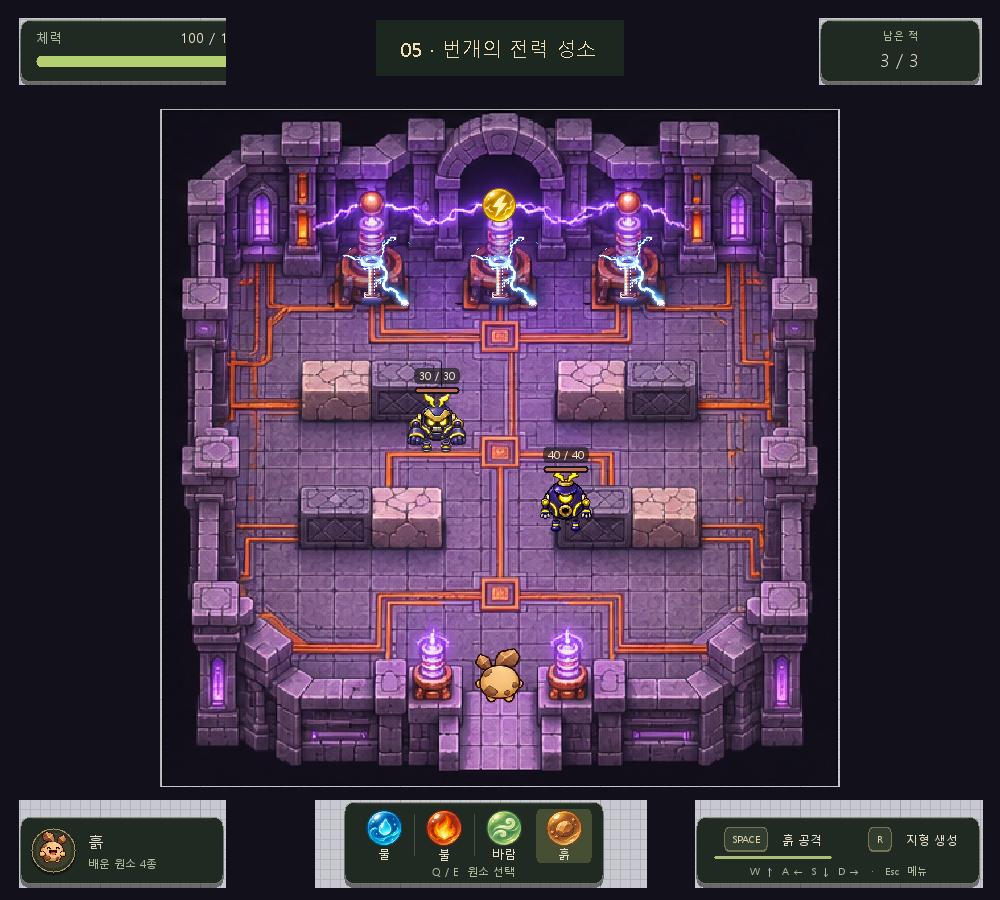 체력 100 / 1
05 · 번개의 전력 성소
남은 적
3 / 3
30 / 30
40 / 40
흙
배운 원소 4종
물 불 바람 흙
Q / E 원소 선택
SPACE 흙 공격 R 지형 생성
W ↑ A ← S ↓ D → · Esc 메뉴